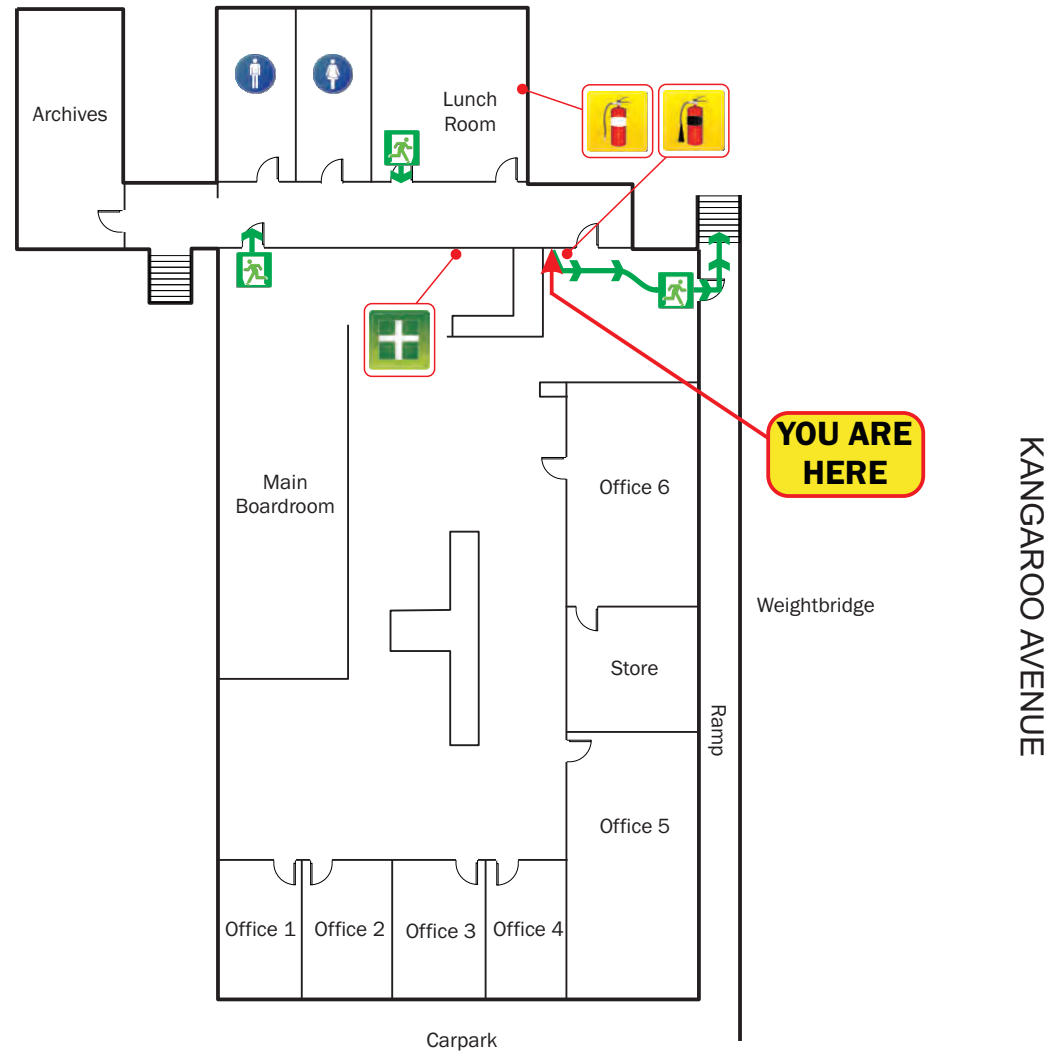 Archives
Lunch
Room
YOU ARE
HERE
Main
Boardroom
Office 6
KANGAROO AVENUE
Weightbridge
Store
Ramp
Office 5
Office 1
Office 2
Office 3
Office 4
Carpark